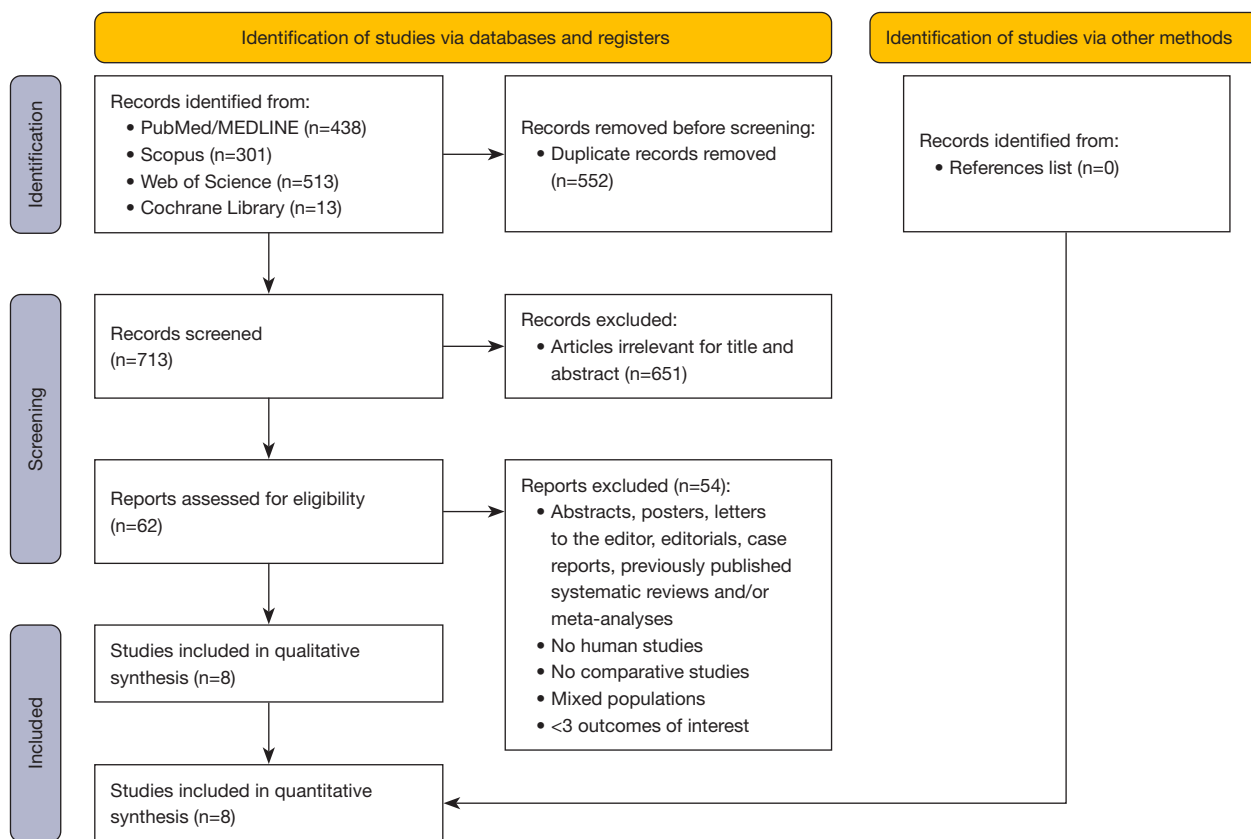 Identification of studies via databases and registers
Identification of studies via other methods
Identification
Records identified from:
• PubMed/MEDLINE (n=438)
• Scopus (n=301)
• Web of Science (n=513)
• Cochrane Library (n=13)
Records removed before screening:
• Duplicate records removed
(n=552)
Records identified from:
• References list (n=0)
Screening
Records screened
(n=713)
Records excluded:
• Articles irrelevant for title and
abstract (n=651)
Reports assessed for eligibility
(n=62)
Reports excluded (n=54):
• Abstracts, posters, letters
to the editor, editorials, case
reports, previously published
systematic reviews and/or
meta-analyses
• No human studies
• No comparative studies
• Mixed populations
• <3 outcomes of interest
Included
Studies included in qualitative
synthesis (n=8)
Studies included in quantitative
synthesis (n=8)